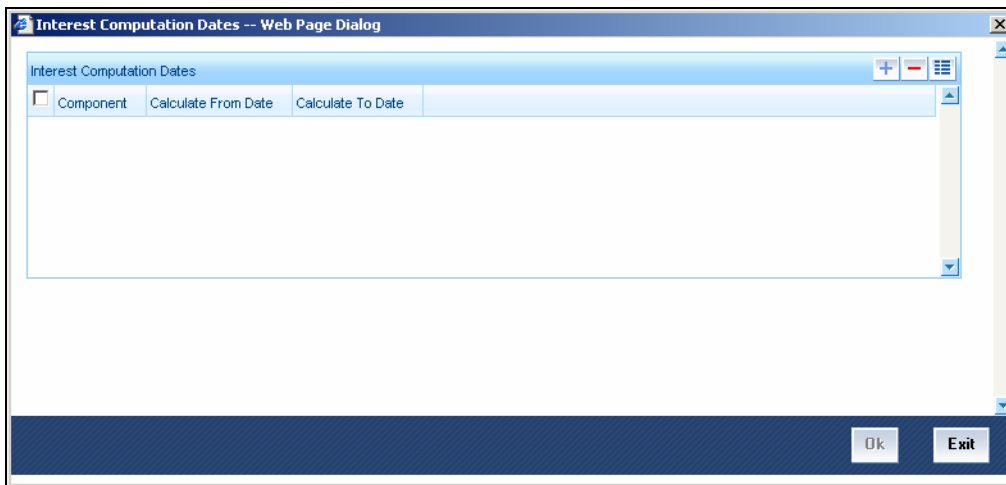 Interest Computation Dates -- Web Page Dialog
Interest Computation Dates
Component Calculate From Date Calculate To Date
Ok Exit